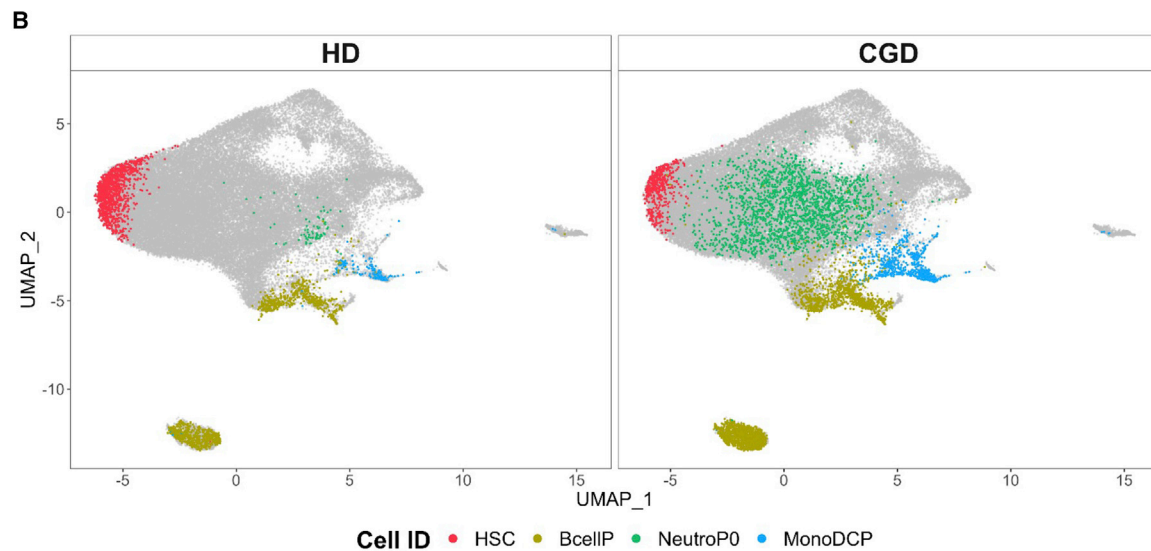 B
HD CGD
UMAP_2
5
0
-5
-10
-5 0 5 10 15 -5 0 5 10 15
UMAP_1
Cell ID HSC BcellP NeutroP0 MonoDCP